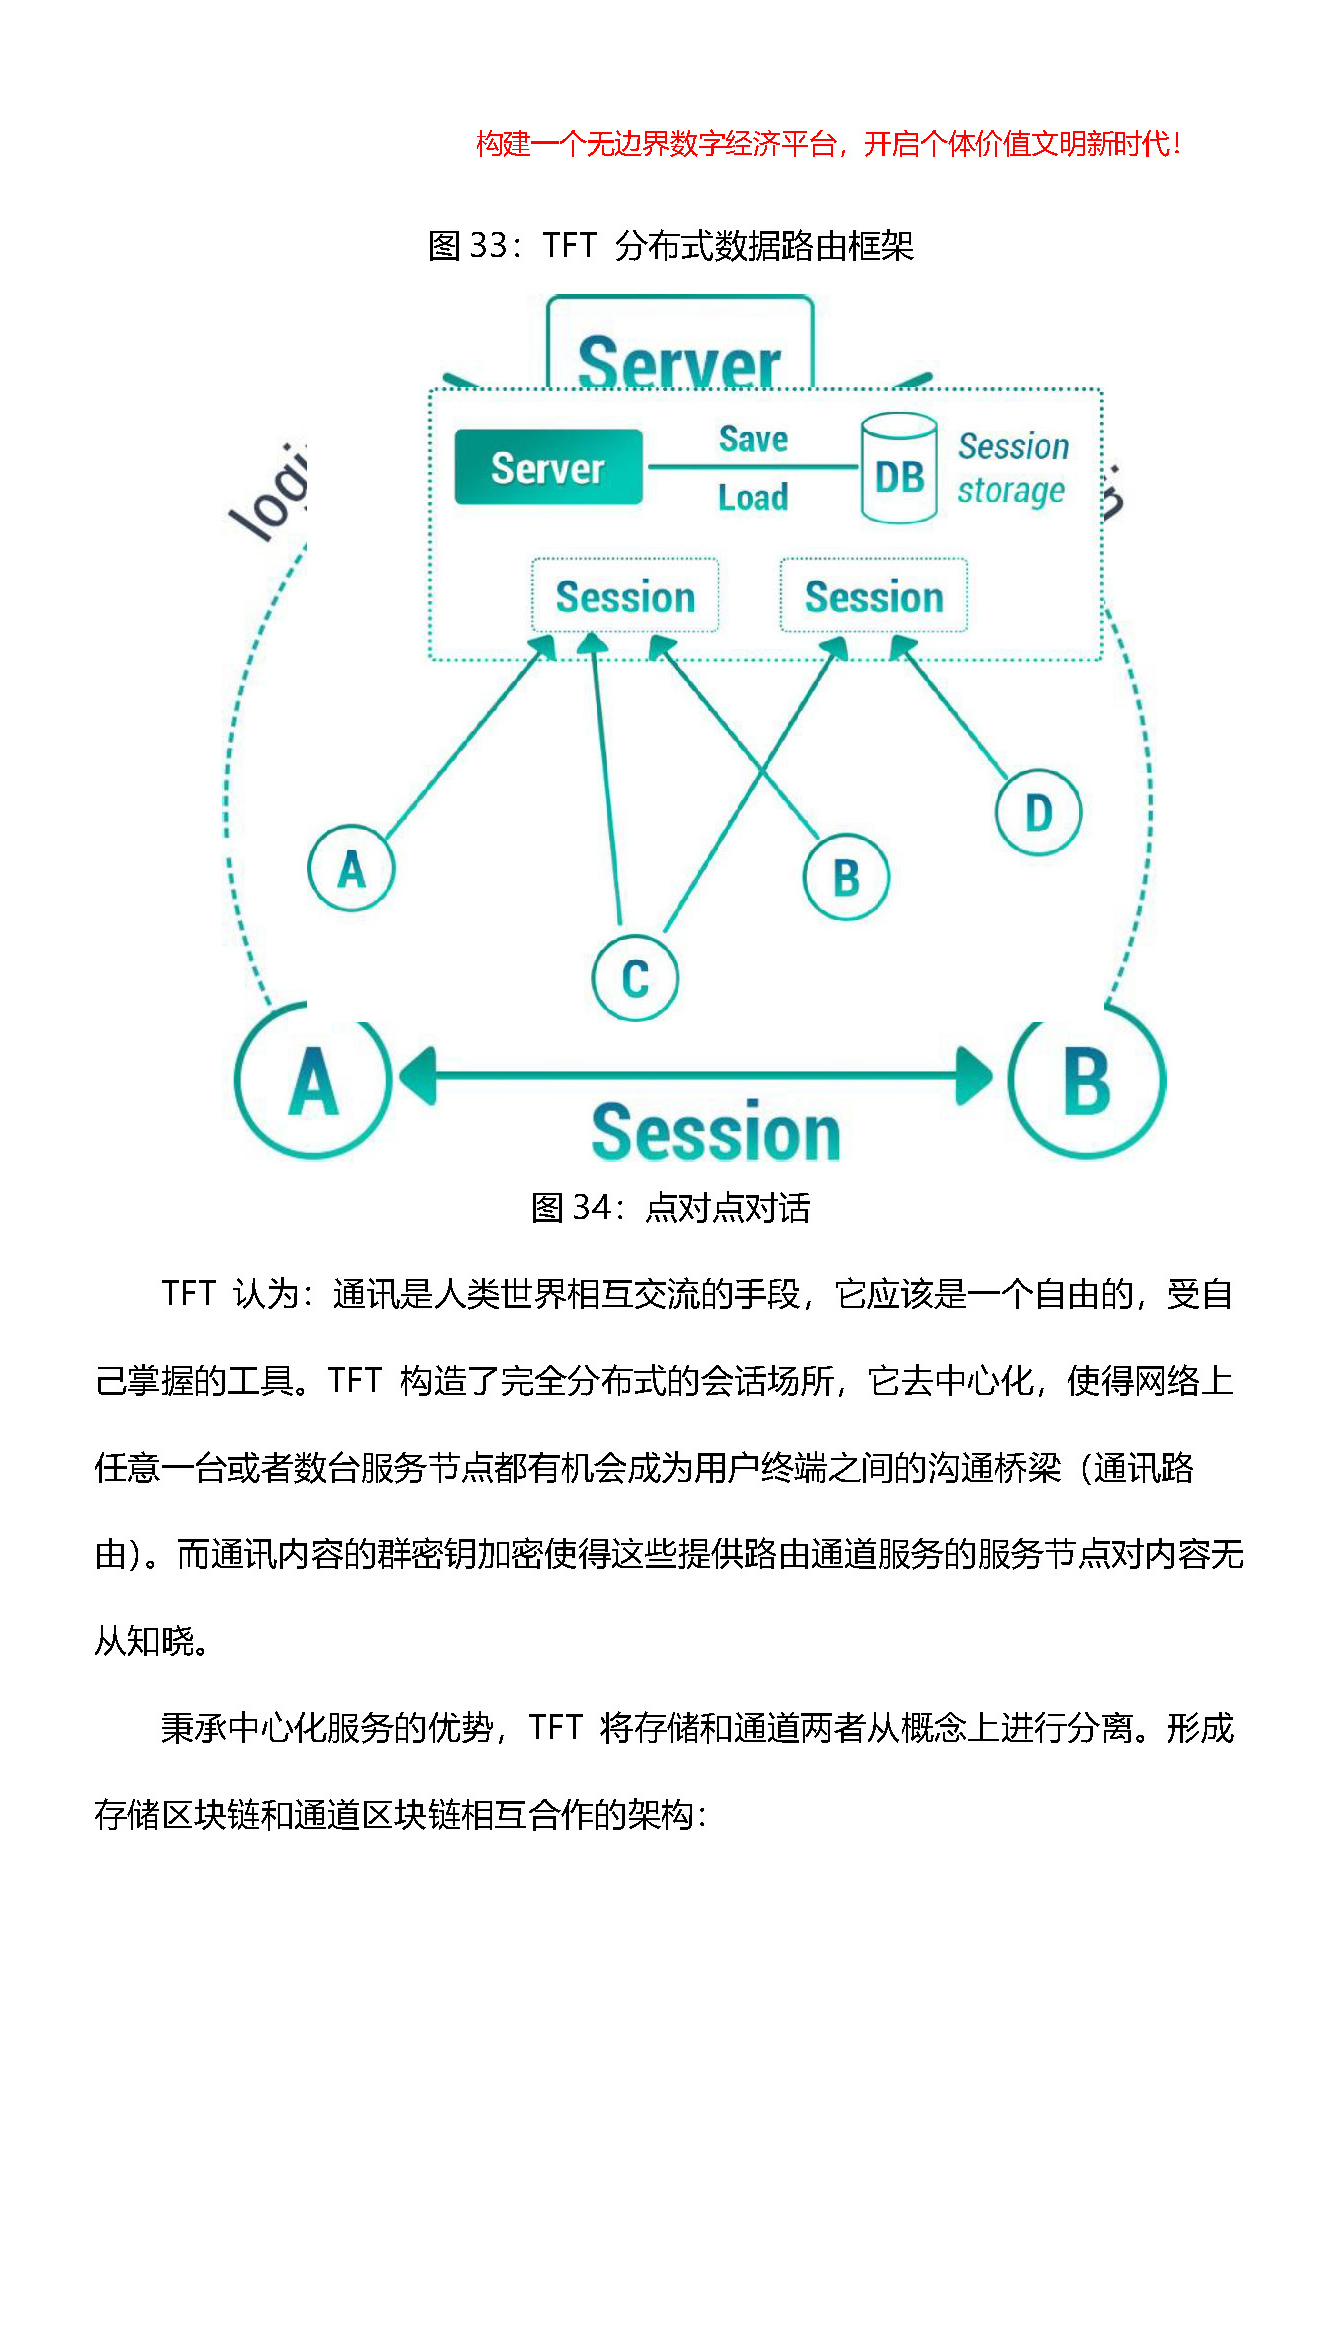 构建一个无边界数字经济平台，开启个体价值文明新时代！
图 33：TFT 分布式数据路由框架
Server
Save
Server
DB
Session
storage
Load
Session
Session
D
A
B
C
A
B
Session
图 34：点对点对话
TFT 认为：通讯是人类世界相互交流的手段，它应该是一个自由的，受自
己掌握的工具。TFT 构造了完全分布式的会话场所，它去中心化，使得网络上
任意一台或者数台服务节点都有机会成为用户终端之间的沟通桥梁（通讯路
由）。而通讯内容的群密钥加密使得这些提供路由通道服务的服务节点对内容无
从知晓。
秉承中心化服务的优势，TFT 将存储和通道两者从概念上进行分离。形成
存储区块链和通道区块链相互合作的架构：